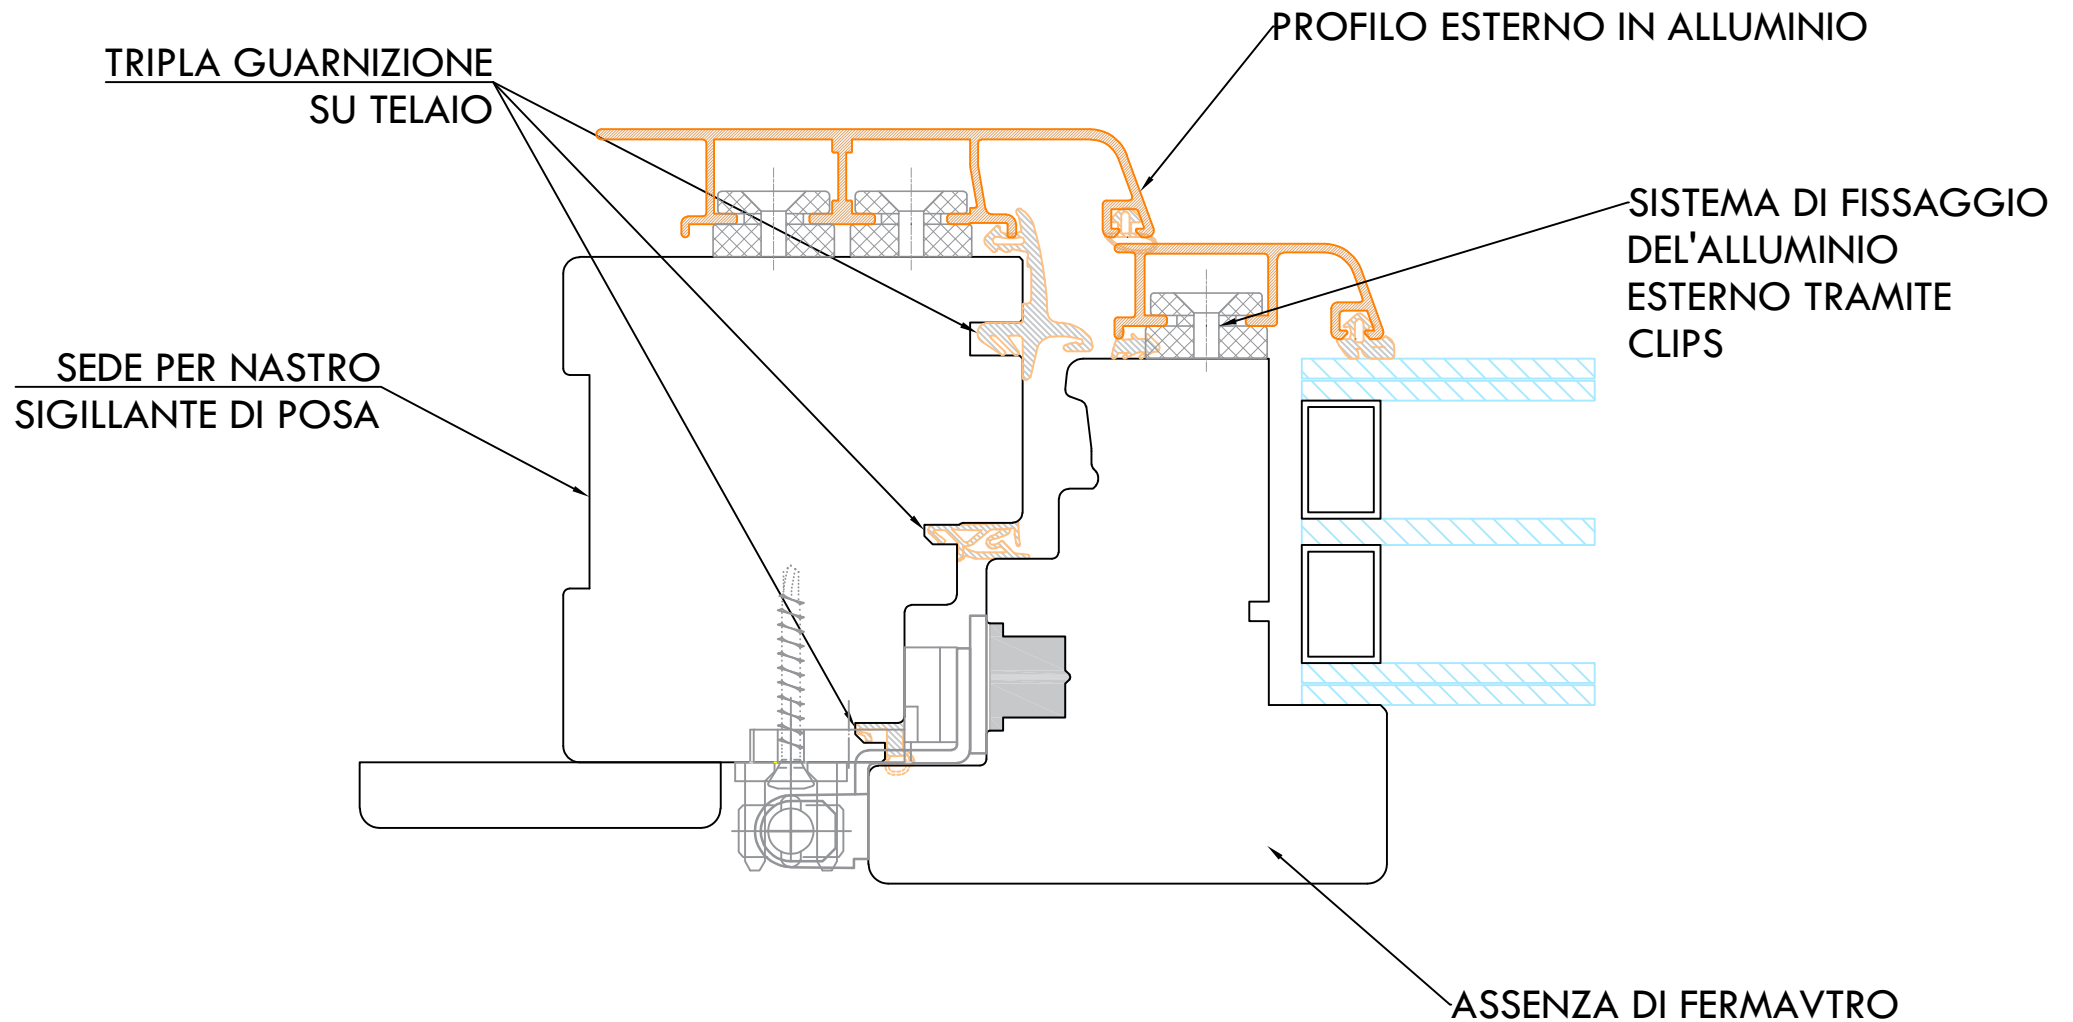 PROFILO ESTERNO IN ALLUMINIO
TRIPLA GUARNIZIONE
SU TELAIO
SISTEMA DI FISSAGGIO
DEL'ALLUMINIO
ESTERNO TRAMITE
CLIPS
SEDE PER NASTRO
SIGILLANTE DI POSA
ASSENZA DI FERMAVTRO